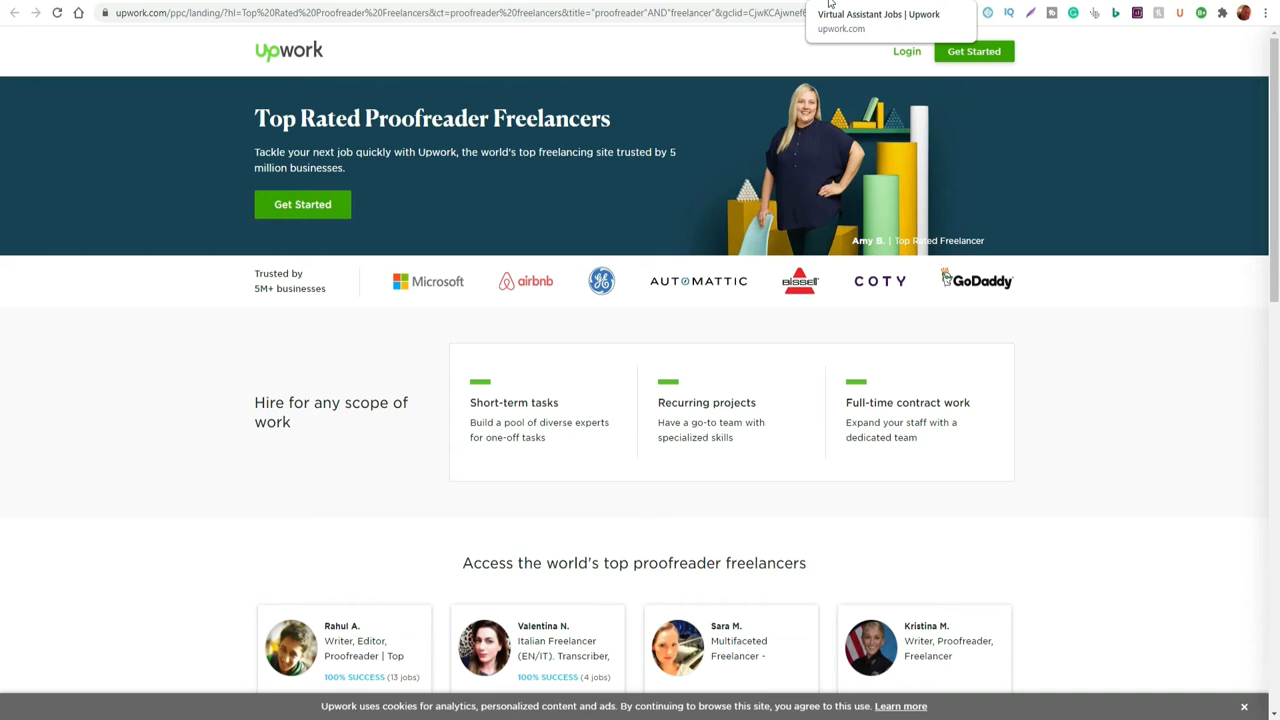 Virtual Assistant Jobs | Upwork
upwork.com
upwork.com/ppc/landing/?hl=Top%20Rated%20Proofreader%20Freelancers&ct=proofreader%20freelancers&title="proofreader"AND"freelancer"&gclid=CjwKCAjwnef6
upwork
Login
Get Started
Top Rated Proofreader Freelancers
Tackle your next job quickly with Upwork, the world's top freelancing site trusted by 5
million businesses.
Get Started
Amy B. | Top Rated Freelancer
Trusted by
5M+ businesses
Microsoft
airbnb
GE
AUTOMATTIC
BISSELL
COTY
GoDaddy
Hire for any scope of
work
Short-term tasks
Build a pool of diverse experts
for one-off tasks
Recurring projects
Have a go-to team with
specialized skills
Full-time contract work
Expand your staff with a
dedicated team
Access the world's top proofreader freelancers
Rahul A.
Writer, Editor,
Proofreader | Top
100% SUCCESS (13 jobs)
Valentina N.
Italian Freelancer
(EN/IT). Transcriber,
100% SUCCESS (4 jobs)
Sara M.
Multifaceted
Freelancer -
Kristina M.
Writer, Proofreader,
Freelancer
Upwork uses cookies for analytics, personalized content and ads. By continuing to browse this site, you agree to this use. Learn more